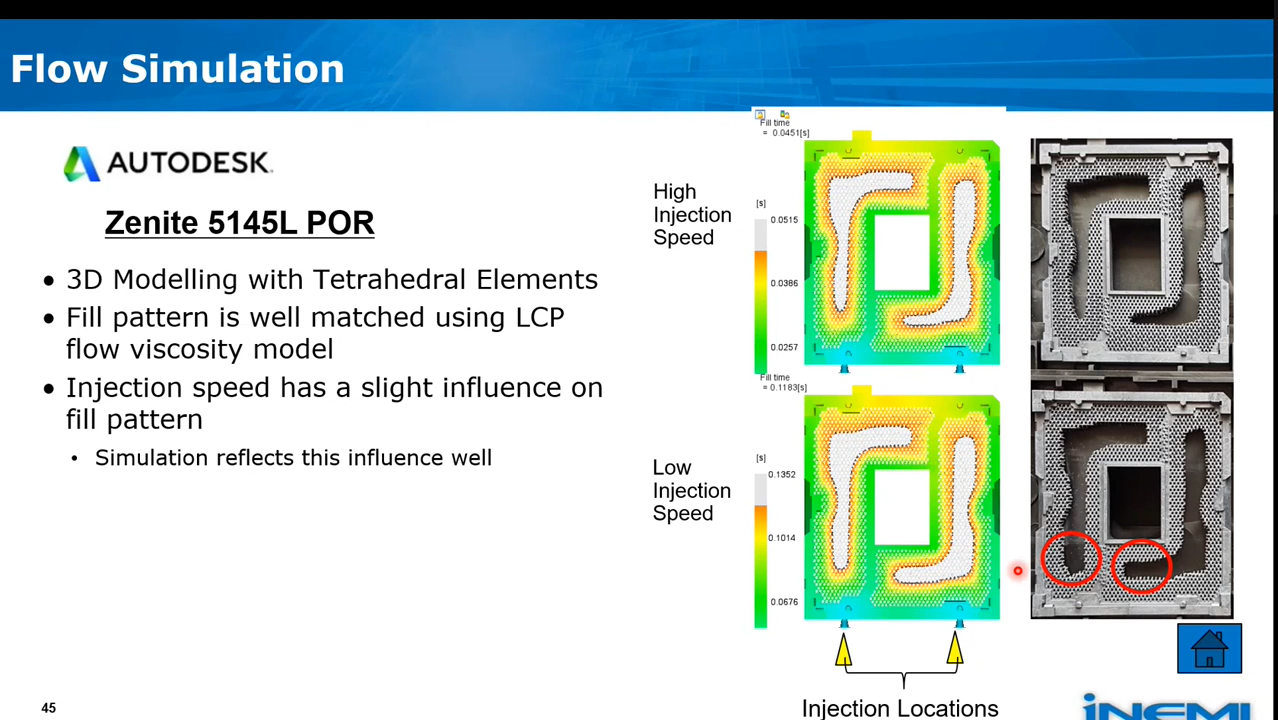 Flow Simulation
AUTODESK.
Zenite 5145L POR
• 3D Modelling with Tetrahedral Elements
• Fill pattern is well matched using LCP
flow viscosity model
• Injection speed has a slight influence on
fill pattern
• Simulation reflects this influence well
High
Injection
Speed
Fill time
= 0.0451[s]
[s]
0.0515
0.0386
0.0257
Low
Injection
Speed
Fill time
= 0.1183[s]
[s]
0.1352
0.1014
0.0676
Injection Locations
45
iNEMI